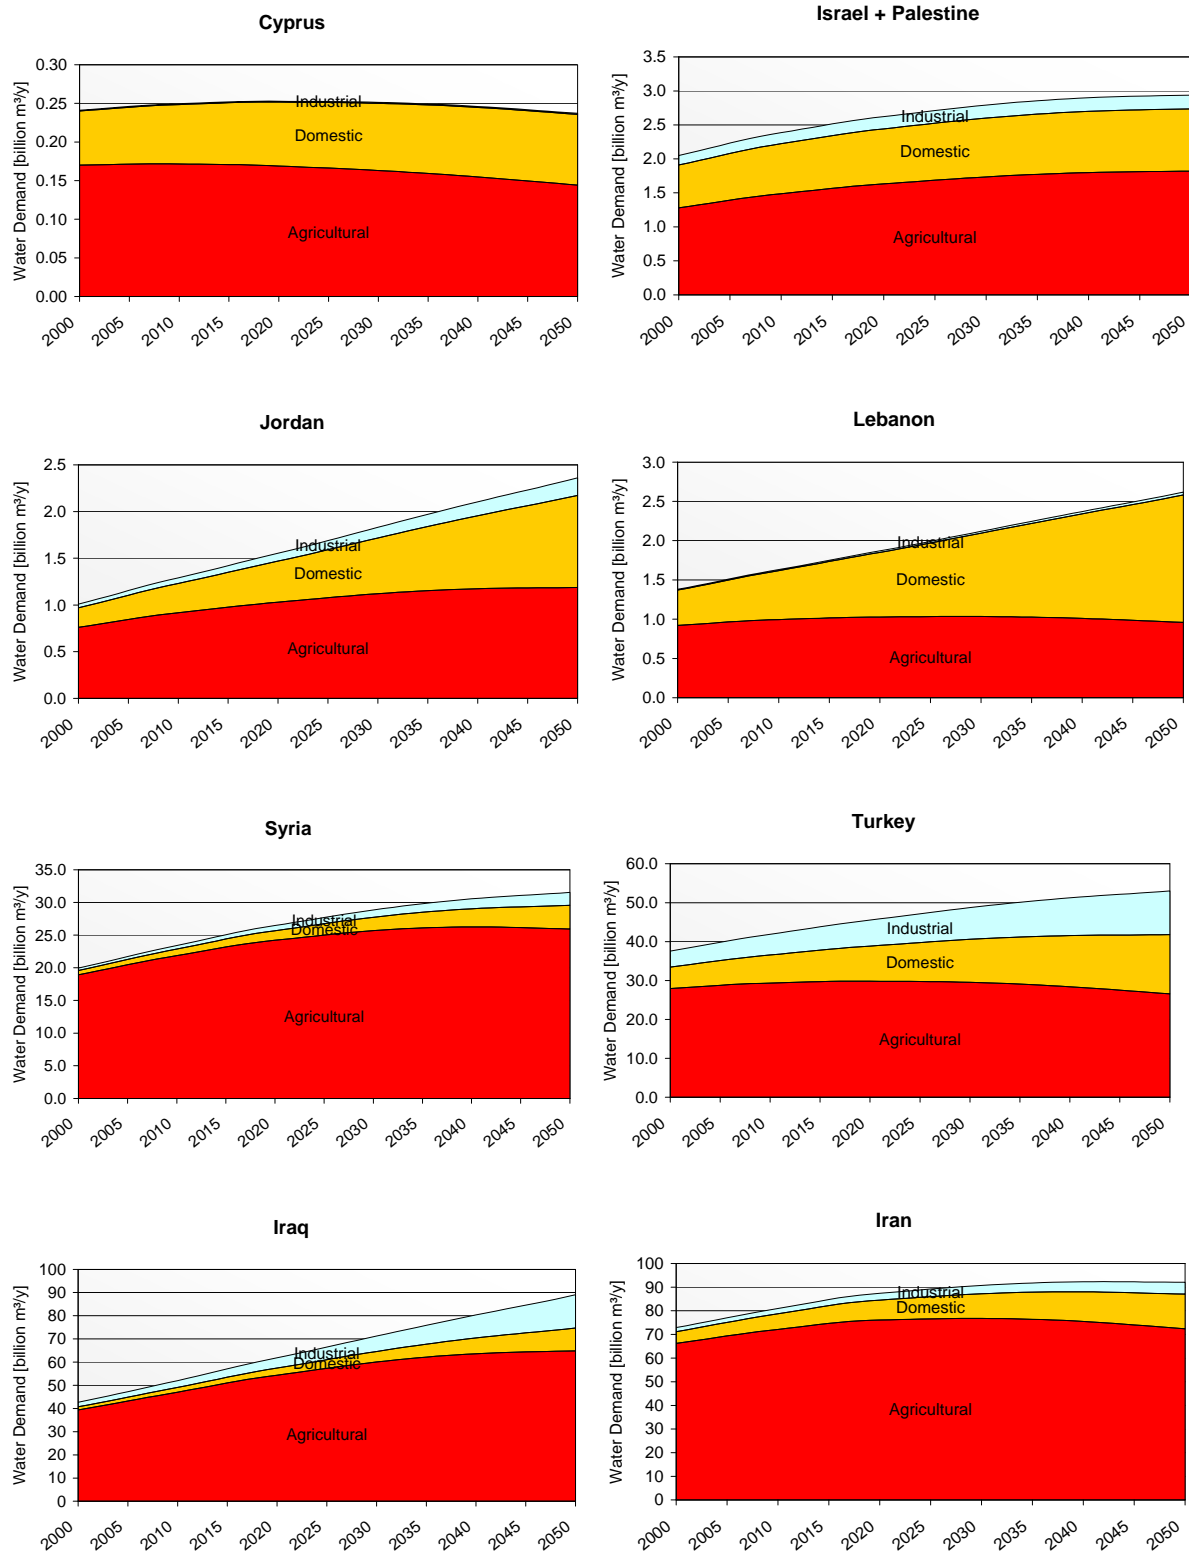 Cyprus
Water Demand [billion m³/y]
0.30
0.25
0.20
0.15
0.10
0.05
0.00
Industrial
Domestic
Agricultural
2000 2005 2010 2015 2020 2025 2030 2035 2040 2045 2050
Israel + Palestine
Water Demand [billion m³/y]
3.5
3.0
2.5
2.0
1.5
1.0
0.5
0.0
Industrial
Domestic
Agricultural
2000 2005 2010 2015 2020 2025 2030 2035 2040 2045 2050
Jordan
Water Demand [billion m³/y]
2.5
2.0
1.5
1.0
0.5
0.0
Industrial
Domestic
Agricultural
2000 2005 2010 2015 2020 2025 2030 2035 2040 2045 2050
Lebanon
Water Demand [billion m³/y]
3.0
2.5
2.0
1.5
1.0
0.5
0.0
Industrial
Domestic
Agricultural
2000 2005 2010 2015 2020 2025 2030 2035 2040 2045 2050
Syria
Water Demand [billion m³/y]
35.0
30.0
25.0
20.0
15.0
10.0
5.0
0.0
Industrial
Domestic
Agricultural
2000 2005 2010 2015 2020 2025 2030 2035 2040 2045 2050
Turkey
Water Demand [billion m³/y]
60.0
50.0
40.0
30.0
20.0
10.0
0.0
Industrial
Domestic
Agricultural
2000 2005 2010 2015 2020 2025 2030 2035 2040 2045 2050
Iraq
Water Demand [billion m³/y]
100
90
80
70
60
50
40
30
20
10
0
Industrial
Domestic
Agricultural
2000 2005 2010 2015 2020 2025 2030 2035 2040 2045 2050
Iran
Water Demand [billion m³/y]
100
90
80
70
60
50
40
30
20
10
0
Industrial
Domestic
Agricultural
2000 2005 2010 2015 2020 2025 2030 2035 2040 2045 2050